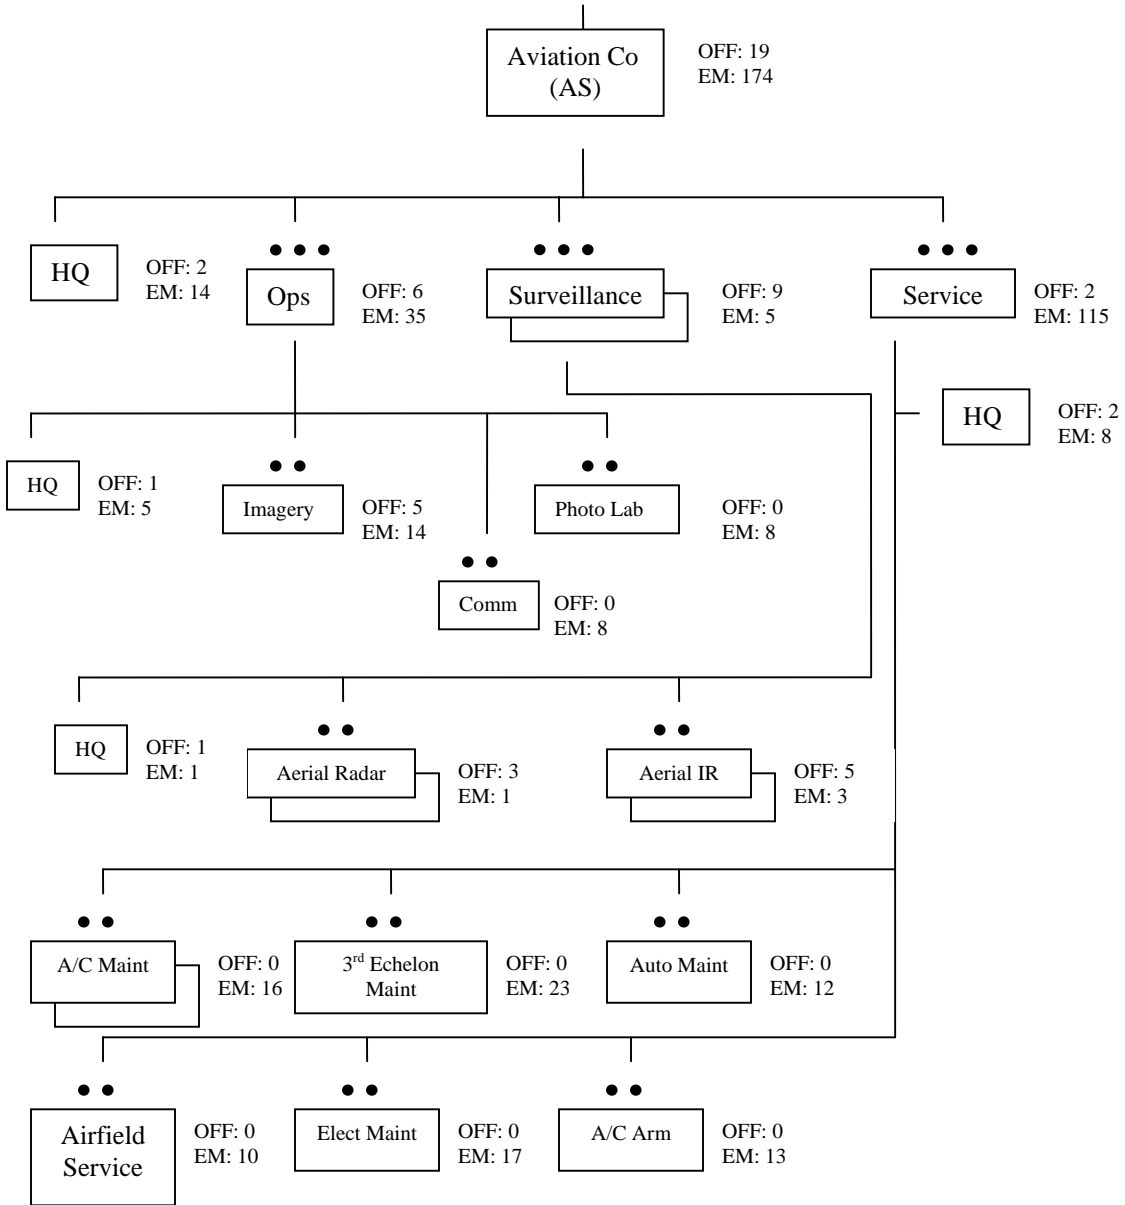 Aviation Co
(AS)
OFF: 19
EM: 174
HQ
OFF: 2
EM: 14
Ops
OFF: 6
EM: 35
Surveillance
OFF: 9
EM: 5
Service
OFF: 2
EM: 115
HQ
OFF: 2
EM: 8
HQ
OFF: 1
EM: 5
Imagery
OFF: 5
EM: 14
Photo Lab
OFF: 0
EM: 8
Comm
OFF: 0
EM: 8
HQ
OFF: 1
EM: 1
Aerial Radar
OFF: 3
EM: 1
Aerial IR
OFF: 5
EM: 3
A/C Maint
OFF: 0
EM: 16
3rd Echelon
Maint
OFF: 0
EM: 23
Auto Maint
OFF: 0
EM: 12
Airfield
Service
OFF: 0
EM: 10
Elect Maint
OFF: 0
EM: 17
A/C Arm
OFF: 0
EM: 13